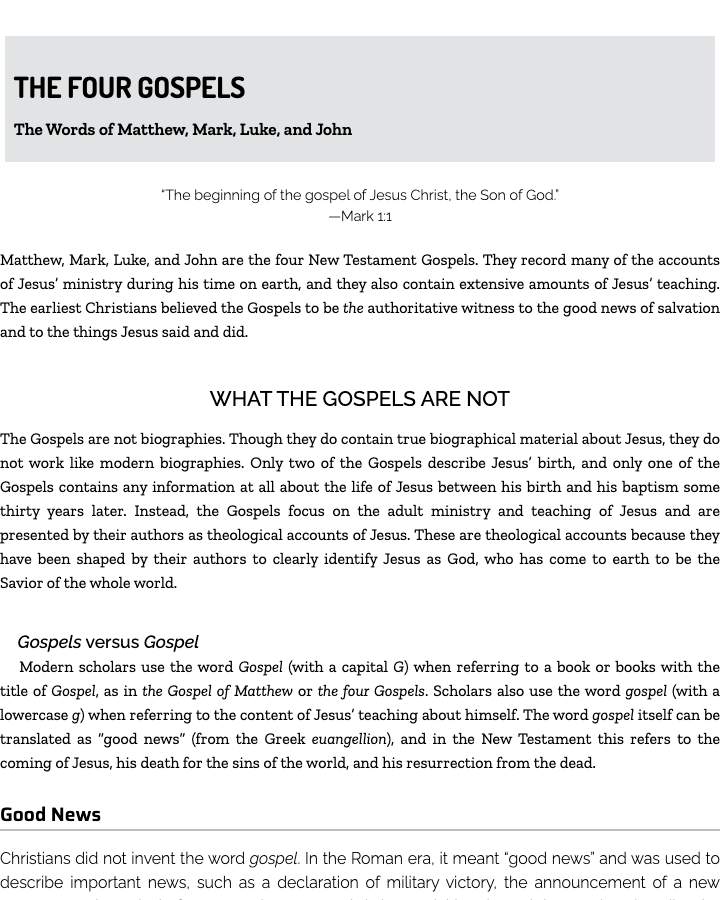 THE FOUR GOSPELS
The Words of Matthew, Mark, Luke, and John
“The beginning of the gospel of Jesus Christ, the Son of God.”
—Mark 1:1
Matthew, Mark, Luke, and John are the four New Testament Gospels. They record many of the accounts
of Jesus’ ministry during his time on earth, and they also contain extensive amounts of Jesus’ teaching.
The earliest Christians believed the Gospels to be the authoritative witness to the good news of salvation
and to the things Jesus said and did.
WHAT THE GOSPELS ARE NOT
The Gospels are not biographies. Though they do contain true biographical material about Jesus, they do
not work like modern biographies. Only two of the Gospels describe Jesus’ birth, and only one of the
Gospels contains any information at all about the life of Jesus between his birth and his baptism some
thirty years later. Instead, the Gospels focus on the adult ministry and teaching of Jesus and are
presented by their authors as theological accounts of Jesus. These are theological accounts because they
have been shaped by their authors to clearly identify Jesus as God, who has come to earth to be the
Savior of the whole world.
Gospels versus Gospel
Modern scholars use the word Gospel (with a capital G) when referring to a book or books with the
title of Gospel, as in the Gospel of Matthew or the four Gospels. Scholars also use the word gospel (with a
lowercase g) when referring to the content of Jesus’ teaching about himself. The word gospel itself can be
translated as “good news” (from the Greek euangellion), and in the New Testament this refers to the
coming of Jesus, his death for the sins of the world, and his resurrection from the dead.
Good News
Christians did not invent the word gospel. In the Roman era, it meant “good news” and was used to
describe important news, such as a declaration of military victory, the announcement of a new